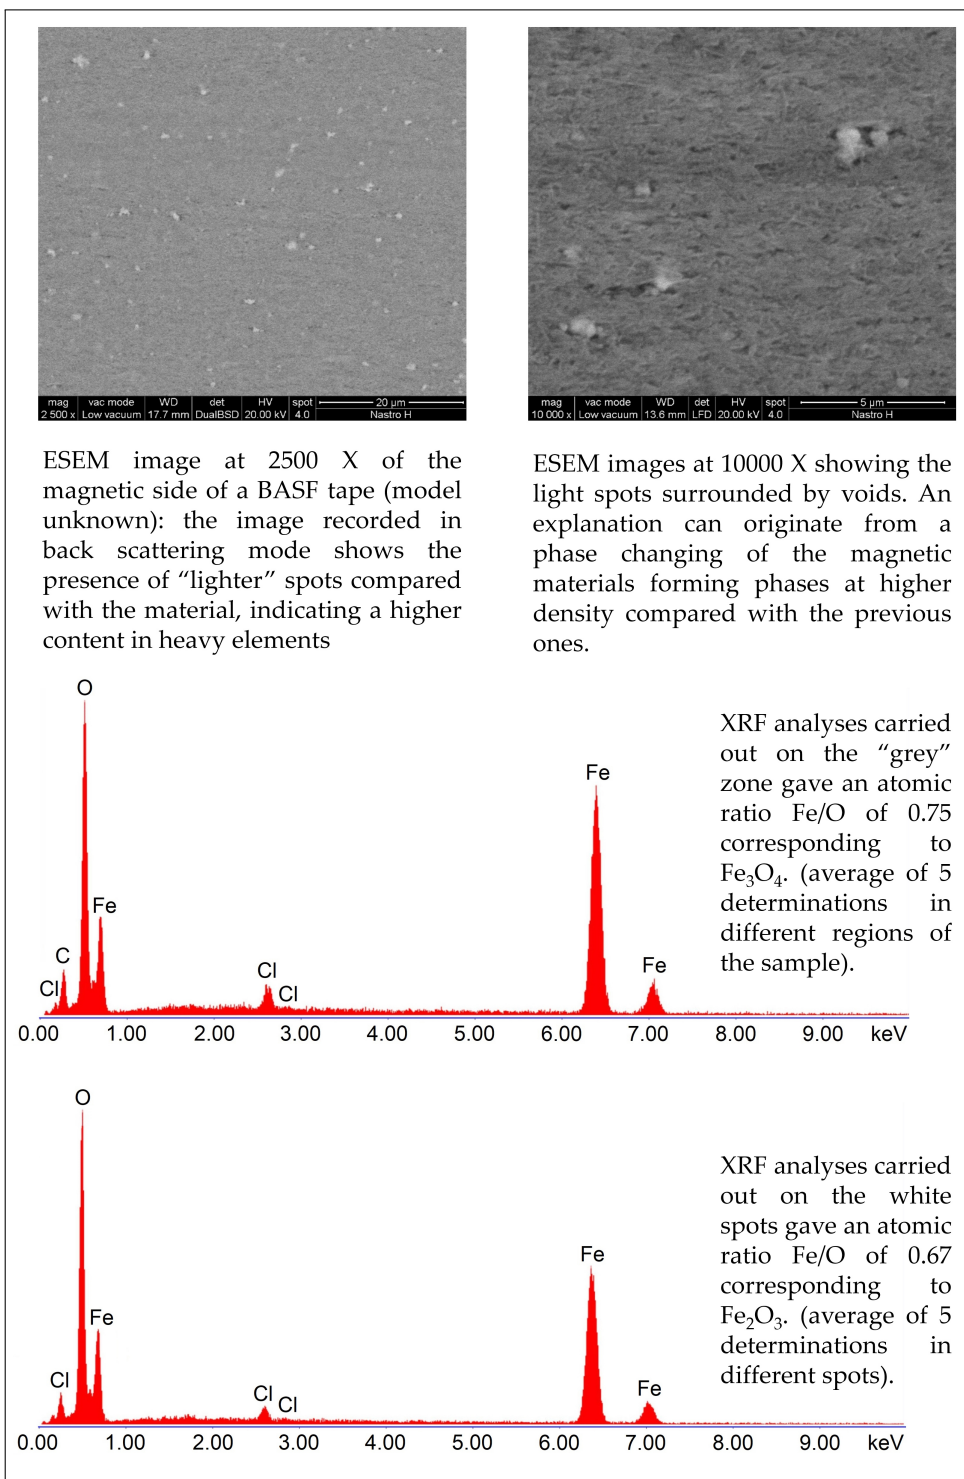 mag vac mode WD det HV spot 20 µm
2 500 x Low vacuum 17.7 mm DualBSD 20.00 kV 4.0 Nastro H
mag vac mode WD det HV spot 5 µm
10 000 x Low vacuum 13.6 mm LFD 20.00 kV 4.0 Nastro H
ESEM image at 2500 X of the
magnetic side of a BASF tape (model
unknown): the image recorded in
back scattering mode shows the
presence of “lighter” spots compared
with the material, indicating a higher
content in heavy elements
ESEM images at 10000 X showing the
light spots surrounded by voids. An
explanation can originate from a
phase changing of the magnetic
materials forming phases at higher
density compared with the previous
ones.
O
Fe
C
Cl
Cl
Cl
Fe
Fe
0.00 1.00 2.00 3.00 4.00 5.00 6.00 7.00 8.00 9.00 keV
XRF analyses carried
out on the “grey”
zone gave an atomic
ratio Fe/O of 0.75
corresponding to
Fe₃O₄. (average of 5
determinations in
different regions of
the sample).
O
Fe
Cl
Cl
Cl
Fe
Fe
0.00 1.00 2.00 3.00 4.00 5.00 6.00 7.00 8.00 9.00 keV
XRF analyses carried
out on the white
spots gave an atomic
ratio Fe/O of 0.67
corresponding to
Fe₂O₃. (average of 5
determinations in
different spots).